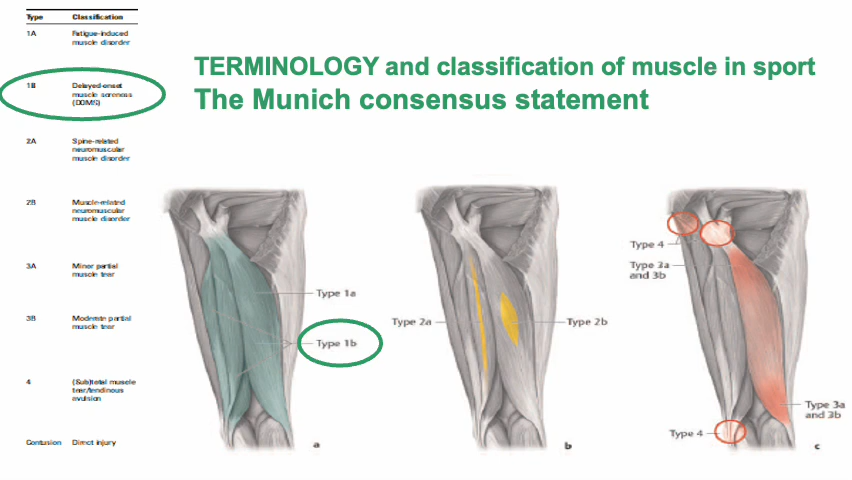 Type Classification
1A Fatigue-induced
muscle disorder
1B Delayed-onset
muscle soreness
(DOMS)
2A Spine-related
neuromuscular
muscle disorder
2B Muscle-related
neuromuscular
muscle disorder
3A Minor partial
muscle tear
3B Moderate partial
muscle tear
4 (Sub)total muscle
tear/tendinous
avulsion
Contusion Direct injury
TERMINOLOGY and classification of muscle in sport
The Munich consensus statement
Type 1a
Type 1b
a
Type 2a
Type 2b
b
Type 4
Type 3a
and 3b
Type 3a
and 3b
Type 4
c